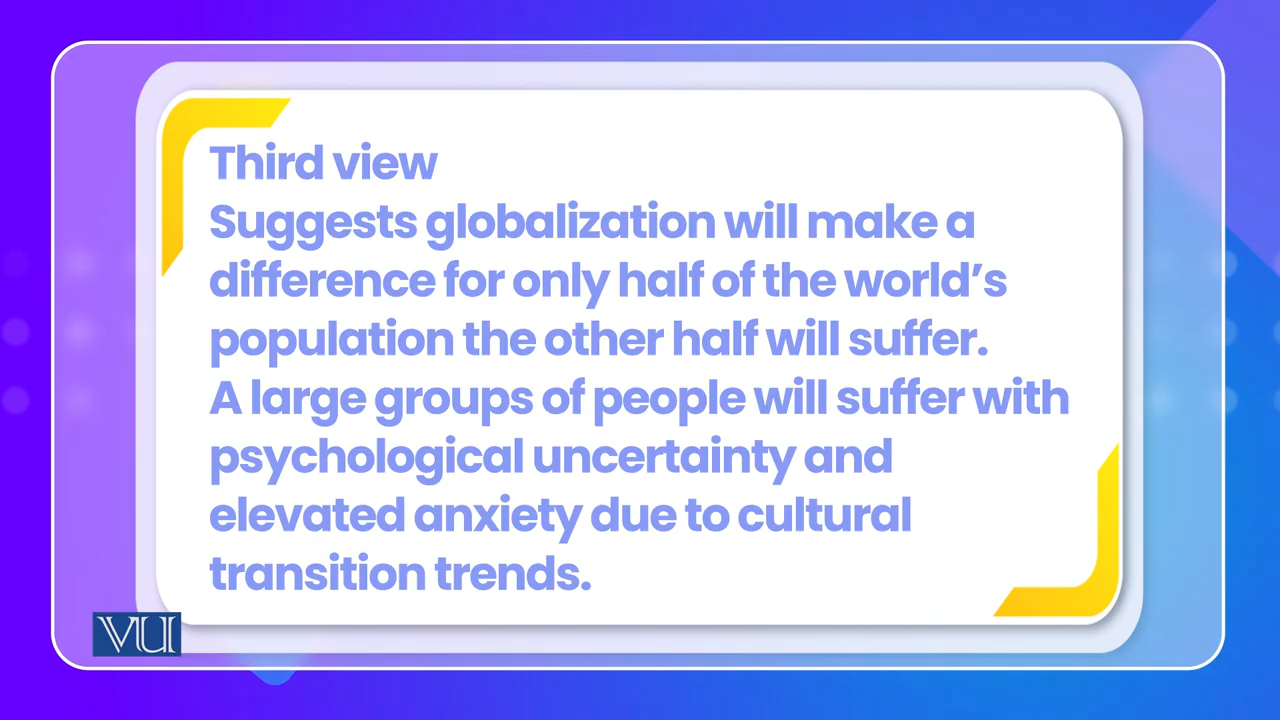 Third view
Suggests globalization will make a
difference for only half of the world’s
population the other half will suffer.
A large groups of people will suffer with
psychological uncertainty and
elevated anxiety due to cultural
transition trends.
VU